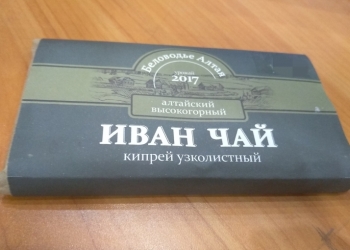 Беловодье Алтая
урожай
2017
алтайский
высокогорный
ИВАН ЧАЙ
кипрей узколистный